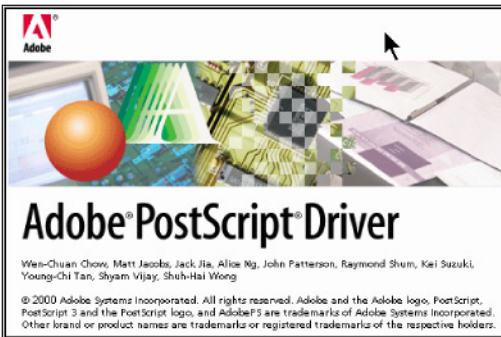 Adobe
Adobe® PostScript® Driver
Wen-Chuan Chow, Matt Jacobs, Jack Jia, Alice Ng, John Patterson, Raymond Shum, Kei Suzuki,
Young-Chi Tan, Shyam Vijay, Shuh-Hai Wong
© 2000 Adobe Systems Incorporated. All rights reserved. Adobe and the Adobe logo, PostScript,
PostScript 3 and the PostScript logo, and AdobePS are trademarks of Adobe Systems Incorporated.
Other brand or product names are trademarks or registered trademarks of the respective holders.